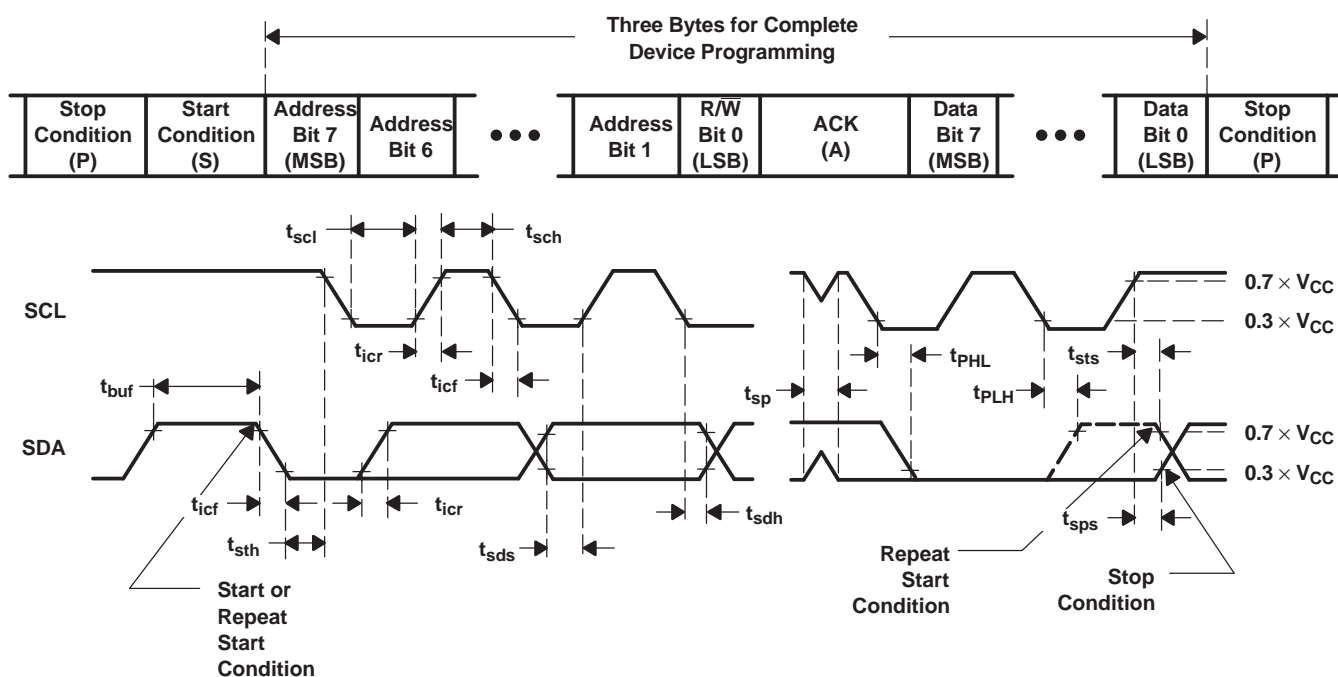 Three Bytes for Complete
Device Programming
Stop
Condition
(P)
Start
Condition
(S)
Address
Bit 7
(MSB)
Address
Bit 6
Address
Bit 1
R/W̅
Bit 0
(LSB)
ACK
(A)
Data
Bit 7
(MSB)
Data
Bit 0
(LSB)
Stop
Condition
(P)
tscl
tsch
SCL
0.7 × VCC
0.3 × VCC
ticr
tPHL
tsts
tbuf
ticf
tsp
tPLH
SDA
0.7 × VCC
0.3 × VCC
ticf
ticr
tsdh
tsps
tsth
tsds
Start or
Repeat
Start
Condition
Repeat
Start
Condition
Stop
Condition